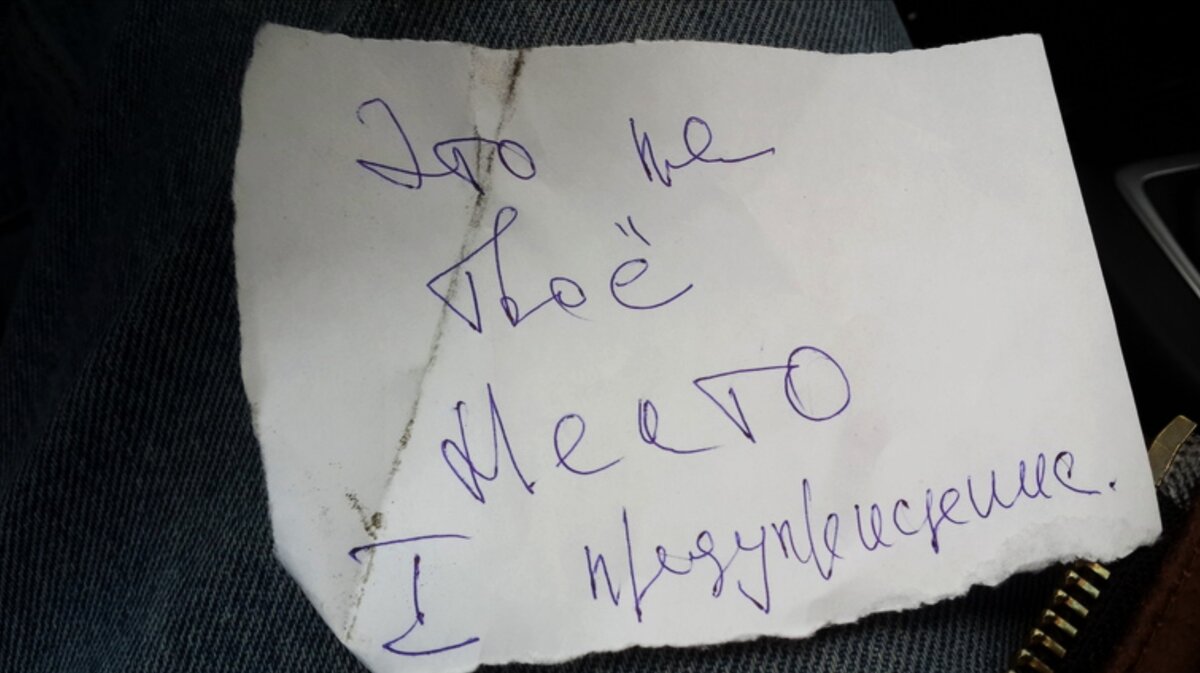 Это не
твоё
Место
I предупреждение.